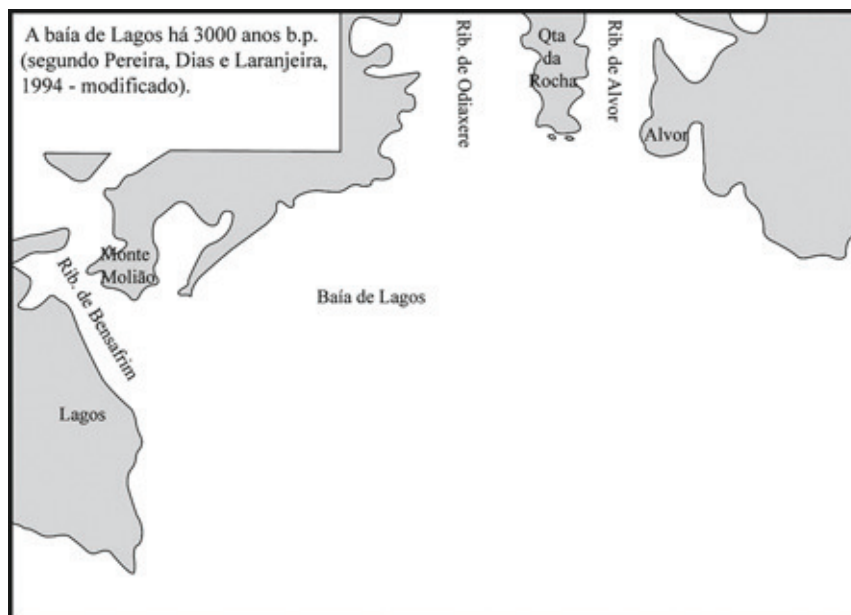 A baía de Lagos há 3000 anos b.p.
(segundo Pereira, Dias e Laranjeira,
1994 - modificado).
Rib. de Odiaxere
Qta
da
Rocha
Rib. de Alvor
Alvor
Monte
Molião
Rib. de Bensafrim
Baía de Lagos
Lagos